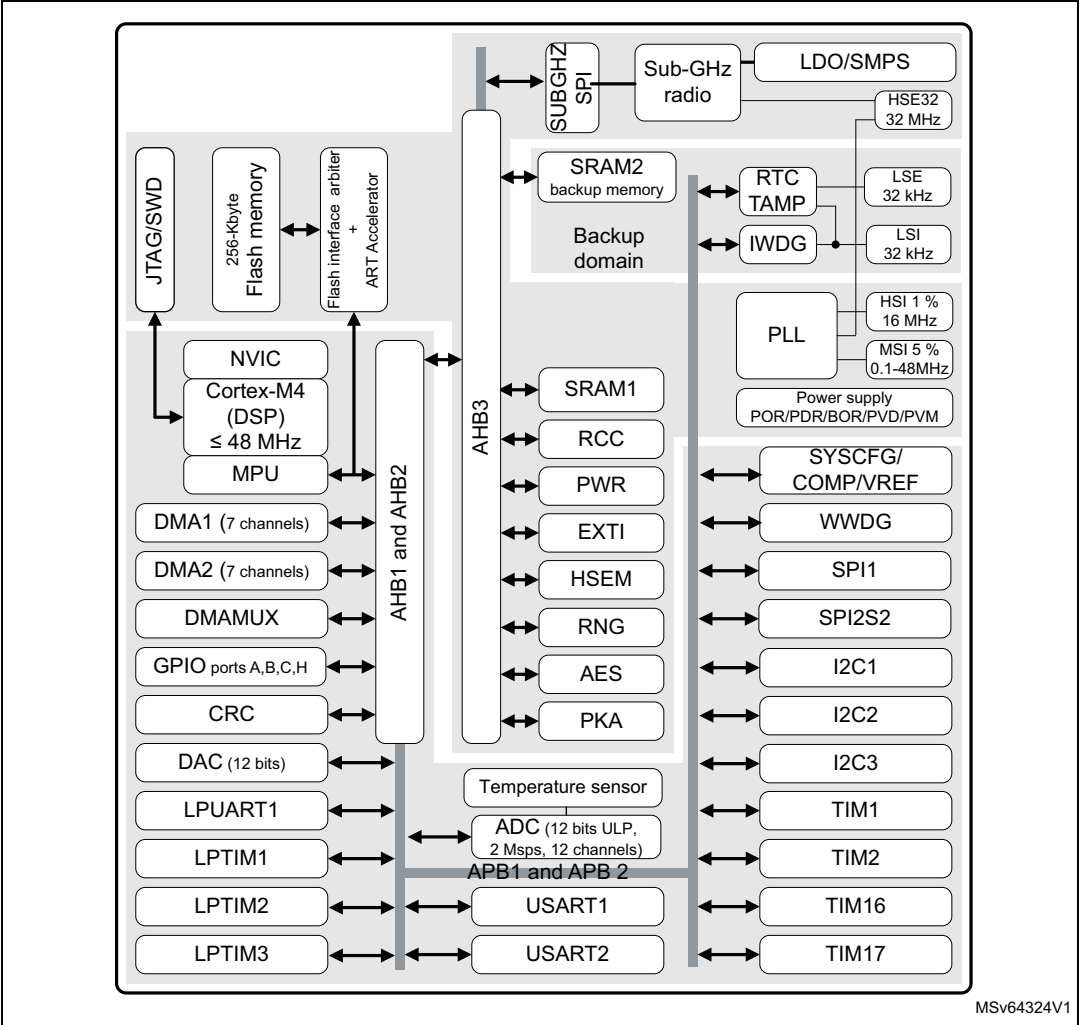 SUBGHZ
SPI
Sub-GHz
radio
LDO/SMPS
HSE32
32 MHz
JTAG/SWD
256-Kbyte
Flash memory
Flash interface arbiter
+
ART Accelerator
SRAM2
backup memory
RTC
TAMP
LSE
32 kHz
Backup
domain
IWDG
LSI
32 kHz
PLL
HSI 1 %
16 MHz
MSI 5 %
0.1-48MHz
Power supply
POR/PDR/BOR/PVD/PVM
NVIC
Cortex-M4
(DSP)
≤ 48 MHz
MPU
DMA1 (7 channels)
DMA2 (7 channels)
DMAMUX
GPIO ports A,B,C,H
CRC
DAC (12 bits)
LPUART1
LPTIM1
LPTIM2
LPTIM3
AHB1 and AHB2
AHB3
SRAM1
RCC
PWR
EXTI
HSEM
RNG
AES
PKA
Temperature sensor
ADC (12 bits ULP,
2 Msps, 12 channels)
APB1 and APB 2
USART1
USART2
SYSCFG/
COMP/VREF
WWDG
SPI1
SPI2S2
I2C1
I2C2
I2C3
TIM1
TIM2
TIM16
TIM17
MSv64324V1